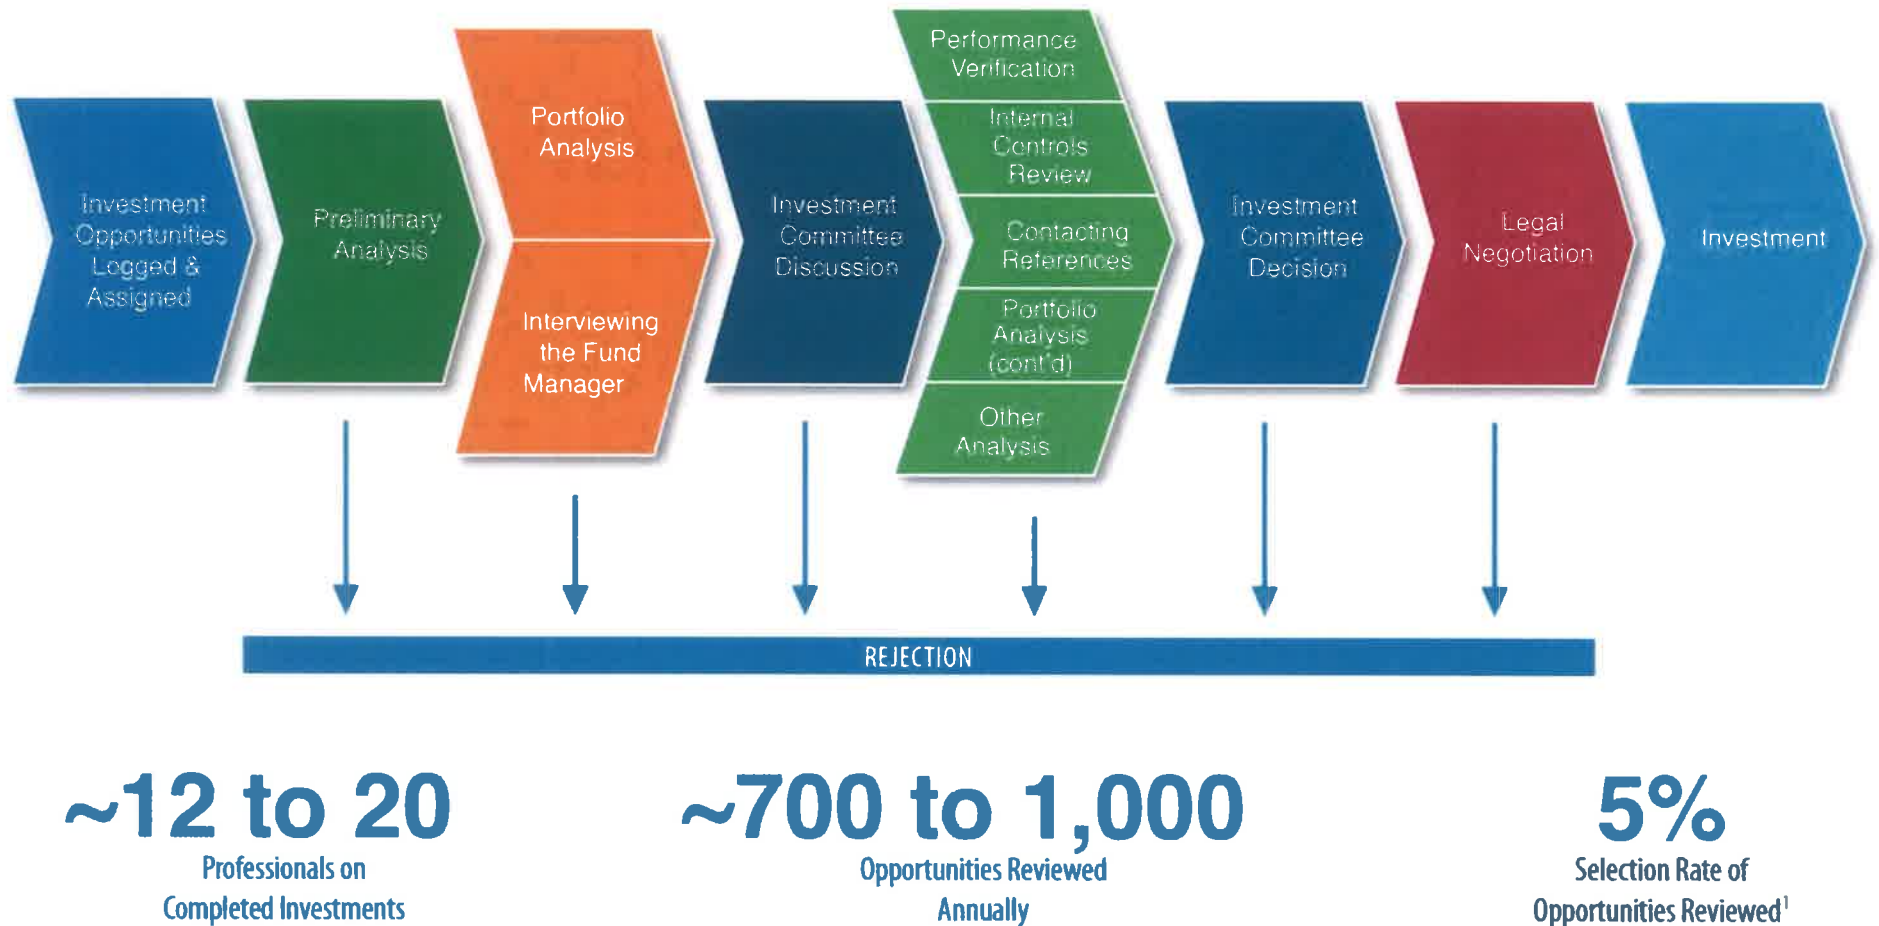 Investment
Opportunities
Logged &
Assigned
Preliminary
Analysis
Portfolio
Analysis
Interviewing
the Fund
Manager
Investment
Committee
Discussion
Performance
Verification
Internal
Controls
Review
Contacting
References
Portfolio
Analysis
(cont'd)
Other
Analysis
Investment
Committee
Decision
Legal
Negotiation
Investment
REJECTION
~12 to 20
Professionals on
Completed Investments
~700 to 1,000
Opportunities Reviewed
Annually
5%
Selection Rate of
Opportunities Reviewed¹